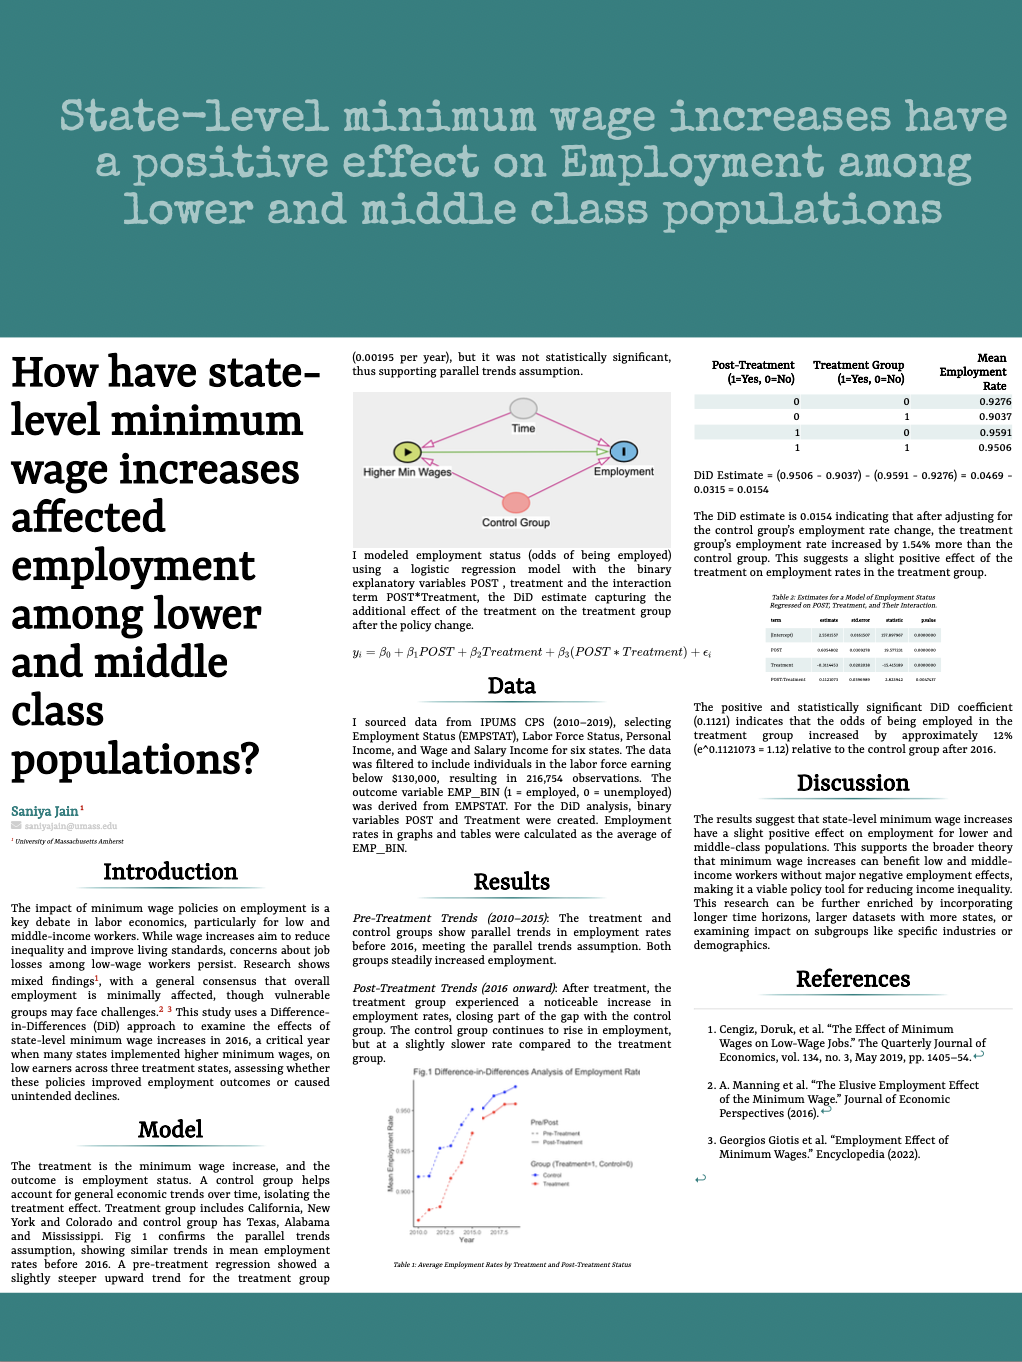 State-level minimum wage increases have
a positive effect on Employment among
lower and middle class populations
How have state-
level minimum
wage increases
affected
employment
among lower
and middle
class
populations?
Saniya Jain 1
saniyajain@umass.edu
1 University of Massachusetts Amherst
Introduction
The impact of minimum wage policies on employment is a
key debate in labor economics, particularly for low and
middle-income workers. While wage increases aim to reduce
inequality and improve living standards, concerns about job
losses among low-wage workers persist. Research shows
mixed findings1, with a general consensus that overall
employment is minimally affected, though vulnerable
groups may face challenges.2 3 This study uses a Difference-
in-Differences (DiD) approach to examine the effects of
state-level minimum wage increases in 2016, a critical year
when many states implemented higher minimum wages, on
low earners across three treatment states, assessing whether
these policies improved employment outcomes or caused
unintended declines.
Model
The treatment is the minimum wage increase, and the
outcome is employment status. A control group helps
account for general economic trends over time, isolating the
treatment effect. Treatment group includes California, New
York and Colorado and control group has Texas, Alabama
and Mississippi. Fig 1 confirms the parallel trends
assumption, showing similar trends in mean employment
rates before 2016. A pre-treatment regression showed a
slightly steeper upward trend for the treatment group
(0.00195 per year), but it was not statistically significant,
thus supporting parallel trends assumption.
Time
Higher Min Wages
Employment
Control Group
I modeled employment status (odds of being employed)
using a logistic regression model with the binary
explanatory variables POST , treatment and the interaction
term POST*Treatment, the DiD estimate capturing the
additional effect of the treatment on the treatment group
after the policy change.
yi = β0 + β1POST + β2Treatment + β3(POST * Treatment) + ϵi
Data
I sourced data from IPUMS CPS (2010–2019), selecting
Employment Status (EMPSTAT), Labor Force Status, Personal
Income, and Wage and Salary Income for six states. The data
was filtered to include individuals in the labor force earning
below $130,000, resulting in 216,754 observations. The
outcome variable EMP_BIN (1 = employed, 0 = unemployed)
was derived from EMPSTAT. For the DiD analysis, binary
variables POST and Treatment were created. Employment
rates in graphs and tables were calculated as the average of
EMP_BIN.
Results
Pre-Treatment Trends (2010–2015): The treatment and
control groups show parallel trends in employment rates
before 2016, meeting the parallel trends assumption. Both
groups steadily increased employment.
Post-Treatment Trends (2016 onward): After treatment, the
treatment group experienced a noticeable increase in
employment rates, closing part of the gap with the control
group. The control group continues to rise in employment,
but at a slightly slower rate compared to the treatment
group.
Fig.1 Difference-in-Differences Analysis of Employment Rate
Mean Employment Rate
0.950
0.925
0.900
2010.0 2012.5 2015.0 2017.5
Year
Pre/Post
Pre-Treatment
Post-Treatment
Group (Treatment=1, Control=0)
Control
Treatment
Table 1: Average Employment Rates by Treatment and Post-Treatment Status
Post-Treatment (1=Yes, 0=No) Treatment Group (1=Yes, 0=No) Mean Employment Rate
0 0 0.9276
0 1 0.9037
1 0 0.9591
1 1 0.9506
DiD Estimate = (0.9506 - 0.9037) - (0.9591 - 0.9276) = 0.0469 -
0.0315 = 0.0154
The DiD estimate is 0.0154 indicating that after adjusting for
the control group's employment rate change, the treatment
group's employment rate increased by 1.54% more than the
control group. This suggests a slight positive effect of the
treatment on employment rates in the treatment group.
Table 2: Estimates for a Model of Employment Status
Regressed on POST, Treatment, and Their Interaction.
term estimate std.error statistic p.value
(Intercept) 0.0000000
POST 0.0000000
Treatment 0.0000000
POST:Treatment 0.1121073
The positive and statistically significant DiD coefficient
(0.1121) indicates that the odds of being employed in the
treatment group increased by approximately 12%
(e^0.1121073 = 1.12) relative to the control group after 2016.
Discussion
The results suggest that state-level minimum wage increases
have a slight positive effect on employment for lower and
middle-class populations. This supports the broader theory
that minimum wage increases can benefit low and middle-
income workers without major negative employment effects,
making it a viable policy tool for reducing income inequality.
This research can be further enriched by incorporating
longer time horizons, larger datasets with more states, or
examining impact on subgroups like specific industries or
demographics.
References
1. Cengiz, Doruk, et al. “The Effect of Minimum
Wages on Low-Wage Jobs.” The Quarterly Journal of
Economics, vol. 134, no. 3, May 2019, pp. 1405–54.↩
2. A. Manning et al. “The Elusive Employment Effect
of the Minimum Wage.” Journal of Economic
Perspectives (2016).↩
3. Georgios Giotis et al. “Employment Effect of
Minimum Wages.” Encyclopedia (2022).
↩